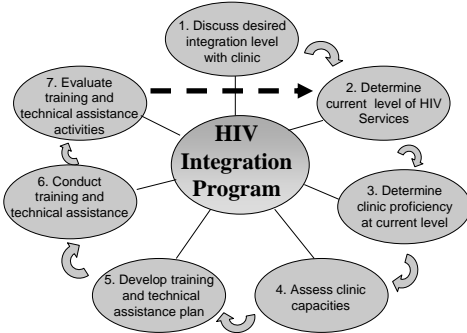 1. Discuss desired
integration level
with clinic
2. Determine
current level of HIV
Services
3. Determine
clinic proficiency
at current level
4. Assess clinic
capacities
5. Develop training
and technical
assistance plan
6. Conduct
training and
technical assistance
7. Evaluate
training and
technical assistance
activities
HIV
Integration
Program